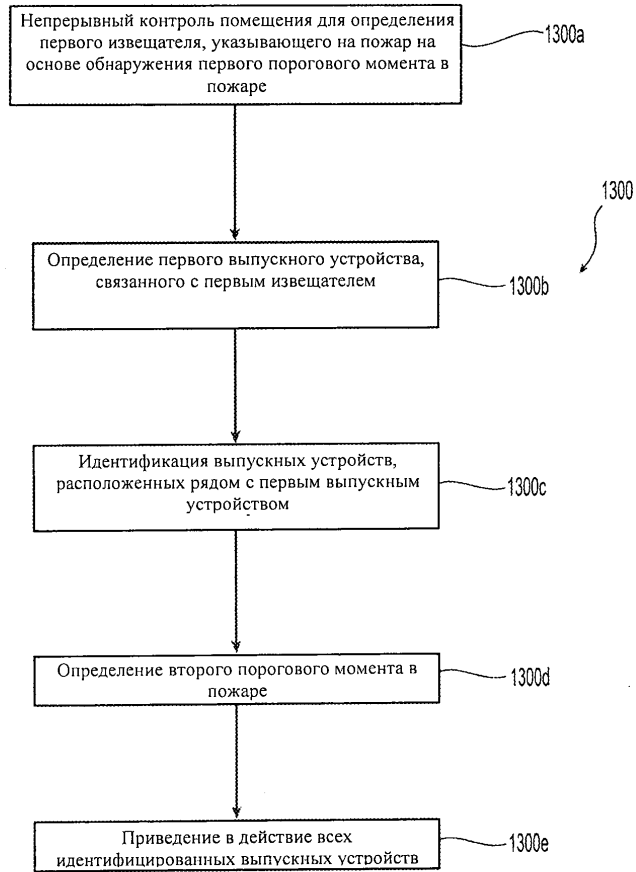 Непрерывный контроль помещения для определения
первого извещателя, указывающего на пожар на
основе обнаружения первого порогового момента в
пожаре
1300a
1300
Определение первого выпускного устройства,
связанного с первым извещателем
1300b
Идентификация выпускных устройств,
расположенных рядом с первым выпускным
устройством
1300c
Определение второго порогового момента в
пожаре
1300d
Приведение в действие всех
идентифицированных выпускных устройств
1300e